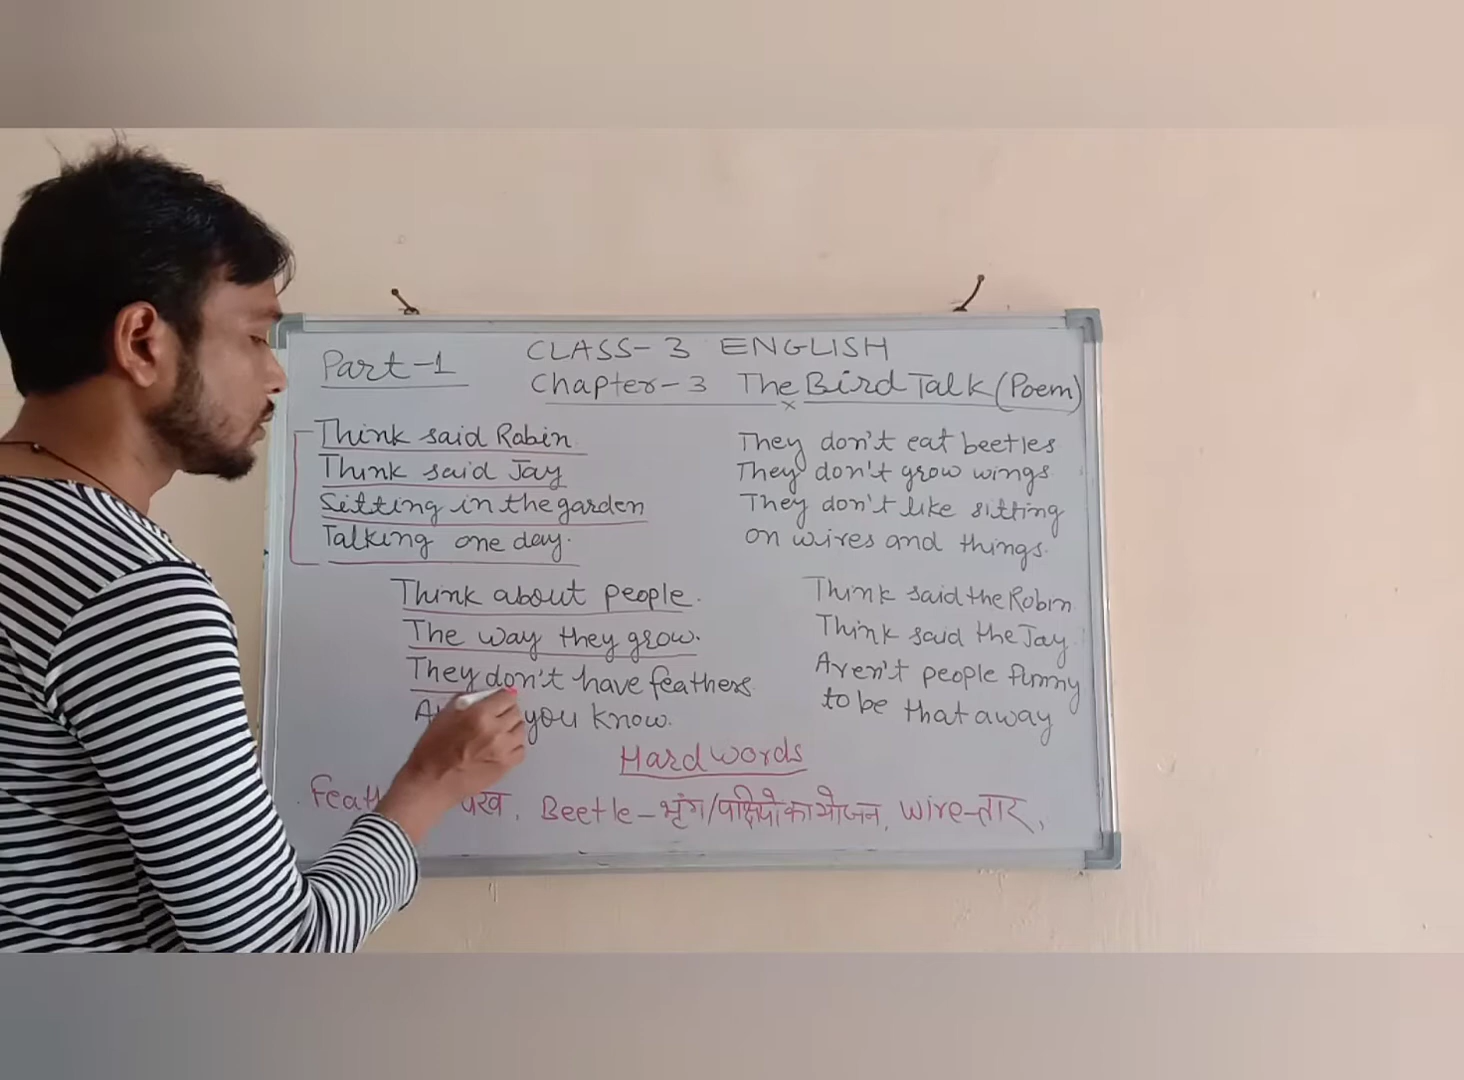 Part-1
CLASS-3 ENGLISH
Chapter-3 The Bird Talk (Poem)
Think said Robin
Think said Jay
Sitting in the garden
Talking one day.
Think about people.
The way they grow.
They don't have feathers
you know.
They don't eat beetles
They don't grow wings
They don't like sitting
on wires and things.
Think said the Robin
Think said the Jay
Aren't people funny
to be that away
Hard words
पंख, Beetle-भृंग/पक्षियो का भोजन, Wire-तार,